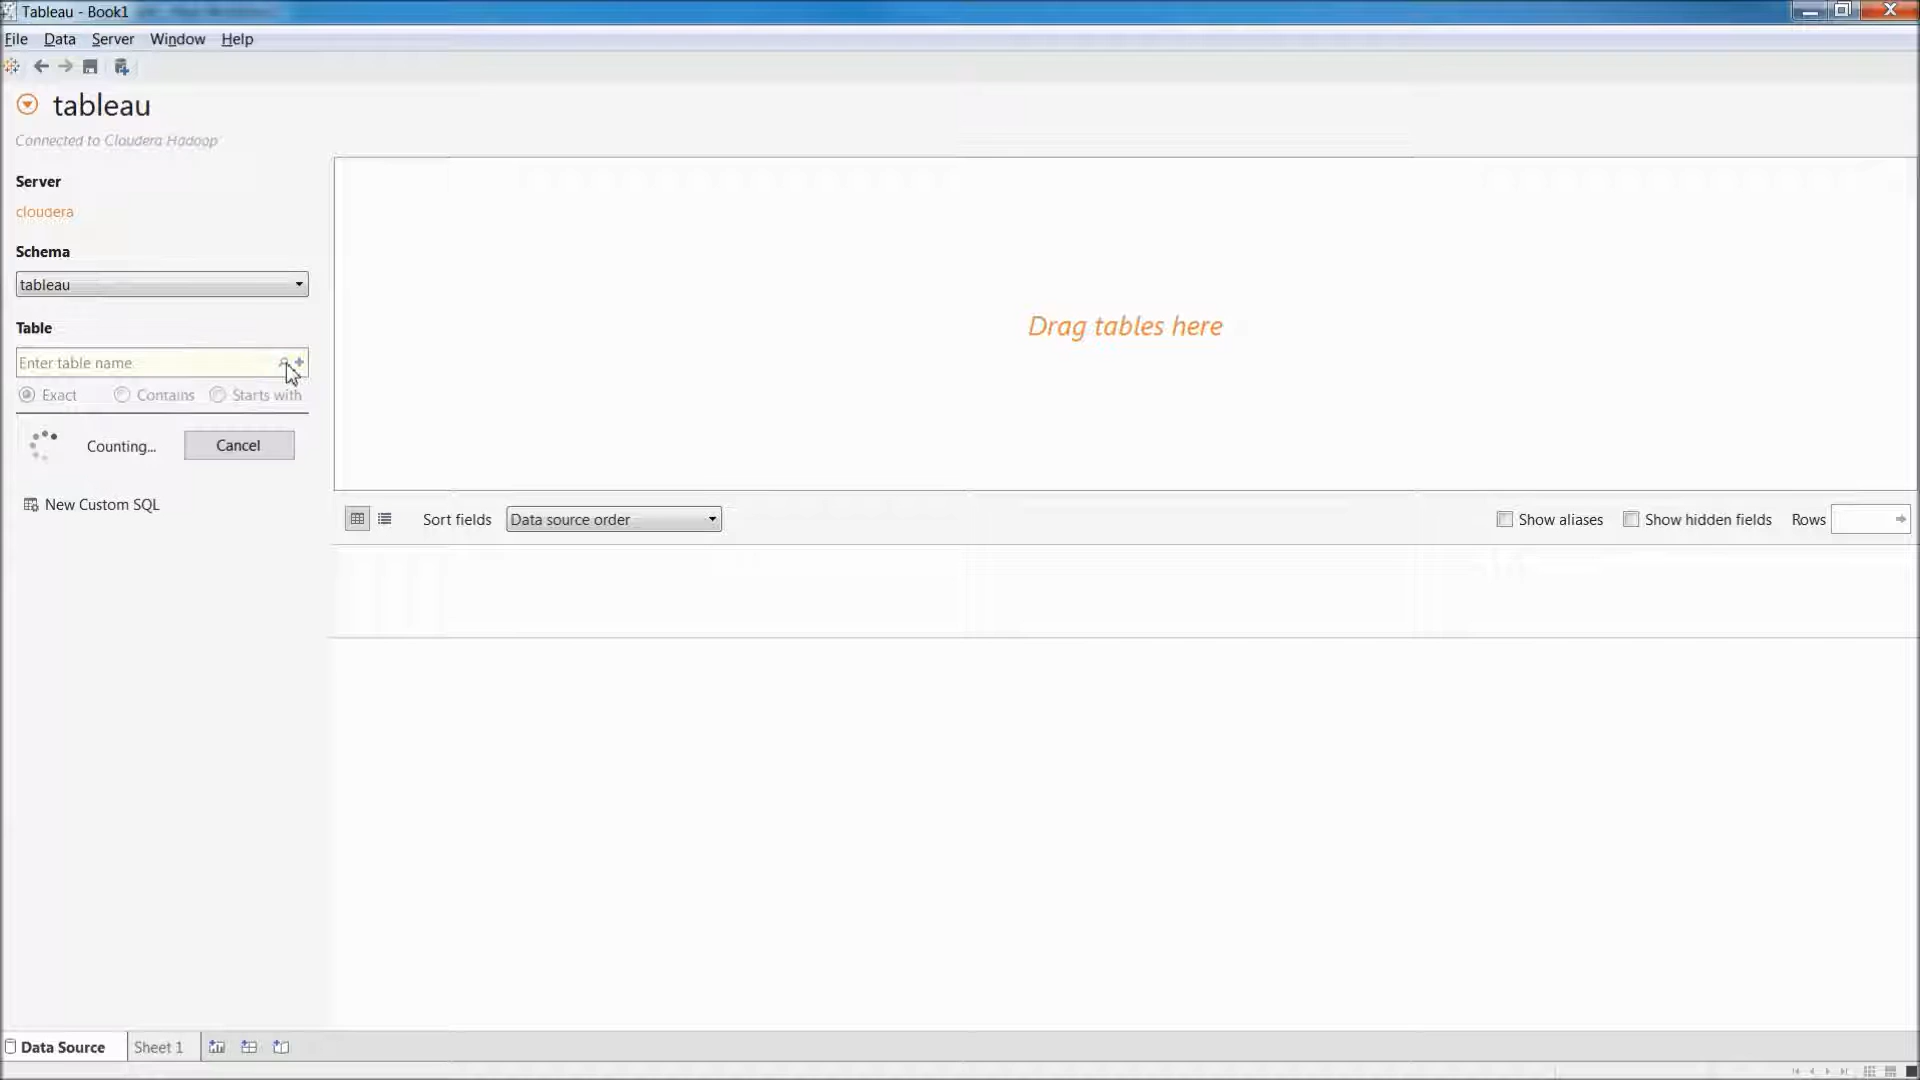 Tableau - Book1
File Data Server Window Help
tableau
Connected to Cloudera Hadoop
Server
cloudera
Schema
tableau
Table
Enter table name
Exact Contains Starts with
Counting... Cancel
New Custom SQL
Drag tables here
Sort fields Data source order Show aliases Show hidden fields Rows
Data Source Sheet 1